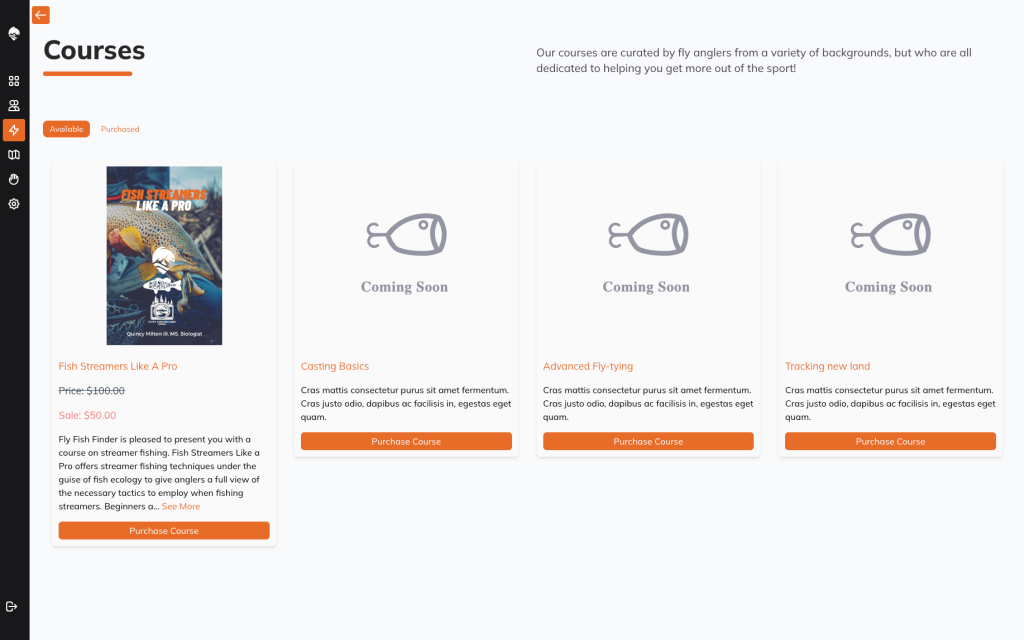 Courses
Our courses are curated by fly anglers from a variety of backgrounds, but who are all
dedicated to helping you get more out of the sport!
Available
Purchased
FISH STREAMERS
LIKE A PRO
Quincy Milton III, MS. Biologist
Fish Streamers Like A Pro
Price: $100.00
Sale: $50.00
Fly Fish Finder is pleased to present you with a
course on streamer fishing. Fish Streamers Like a
Pro offers streamer fishing techniques under the
guise of fish ecology to give anglers a full view of
the necessary tactics to employ when fishing
streamers. Beginners a... See More
Purchase Course
Coming Soon
Casting Basics
Cras mattis consectetur purus sit amet fermentum.
Cras justo odio, dapibus ac facilisis in, egestas eget
quam.
Purchase Course
Coming Soon
Advanced Fly-tying
Cras mattis consectetur purus sit amet fermentum.
Cras justo odio, dapibus ac facilisis in, egestas eget
quam.
Purchase Course
Coming Soon
Tracking new land
Cras mattis consectetur purus sit amet fermentum.
Cras justo odio, dapibus ac facilisis in, egestas eget
quam.
Purchase Course